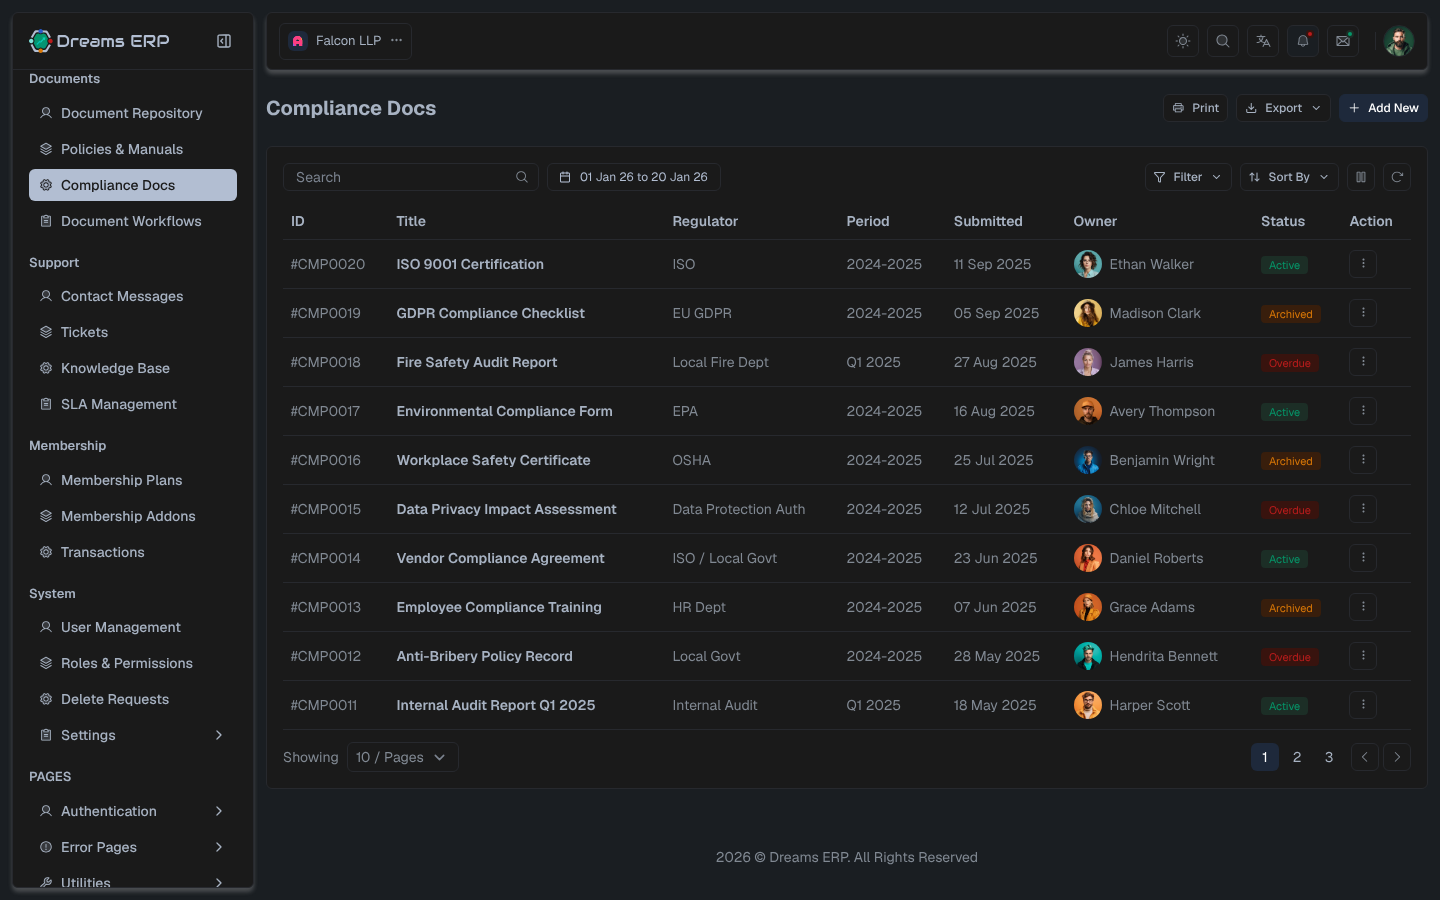 Dreams ERP
Documents
Document Repository
Policies & Manuals
Compliance Docs
Document Workflows
Support
Contact Messages
Tickets
Knowledge Base
SLA Management
Membership
Membership Plans
Membership Addons
Transactions
System
User Management
Roles & Permissions
Delete Requests
Settings
PAGES
Authentication
Error Pages
Utilities
Falcon LLP ···
Compliance Docs
Print Export Add New
Search 01 Jan 26 to 20 Jan 26 Filter Sort By
ID Title Regulator Period Submitted Owner Status Action
#CMP0020 ISO 9001 Certification ISO 2024-2025 11 Sep 2025 Ethan Walker Active
#CMP0019 GDPR Compliance Checklist EU GDPR 2024-2025 05 Sep 2025 Madison Clark Archived
#CMP0018 Fire Safety Audit Report Local Fire Dept Q1 2025 27 Aug 2025 James Harris Overdue
#CMP0017 Environmental Compliance Form EPA 2024-2025 16 Aug 2025 Avery Thompson Active
#CMP0016 Workplace Safety Certificate OSHA 2024-2025 25 Jul 2025 Benjamin Wright Archived
#CMP0015 Data Privacy Impact Assessment Data Protection Auth 2024-2025 12 Jul 2025 Chloe Mitchell Overdue
#CMP0014 Vendor Compliance Agreement ISO / Local Govt 2024-2025 23 Jun 2025 Daniel Roberts Active
#CMP0013 Employee Compliance Training HR Dept 2024-2025 07 Jun 2025 Grace Adams Archived
#CMP0012 Anti-Bribery Policy Record Local Govt 2024-2025 28 May 2025 Hendrita Bennett Overdue
#CMP0011 Internal Audit Report Q1 2025 Internal Audit Q1 2025 18 May 2025 Harper Scott Active
Showing 10 / Pages 1 2 3
2026 © Dreams ERP. All Rights Reserved